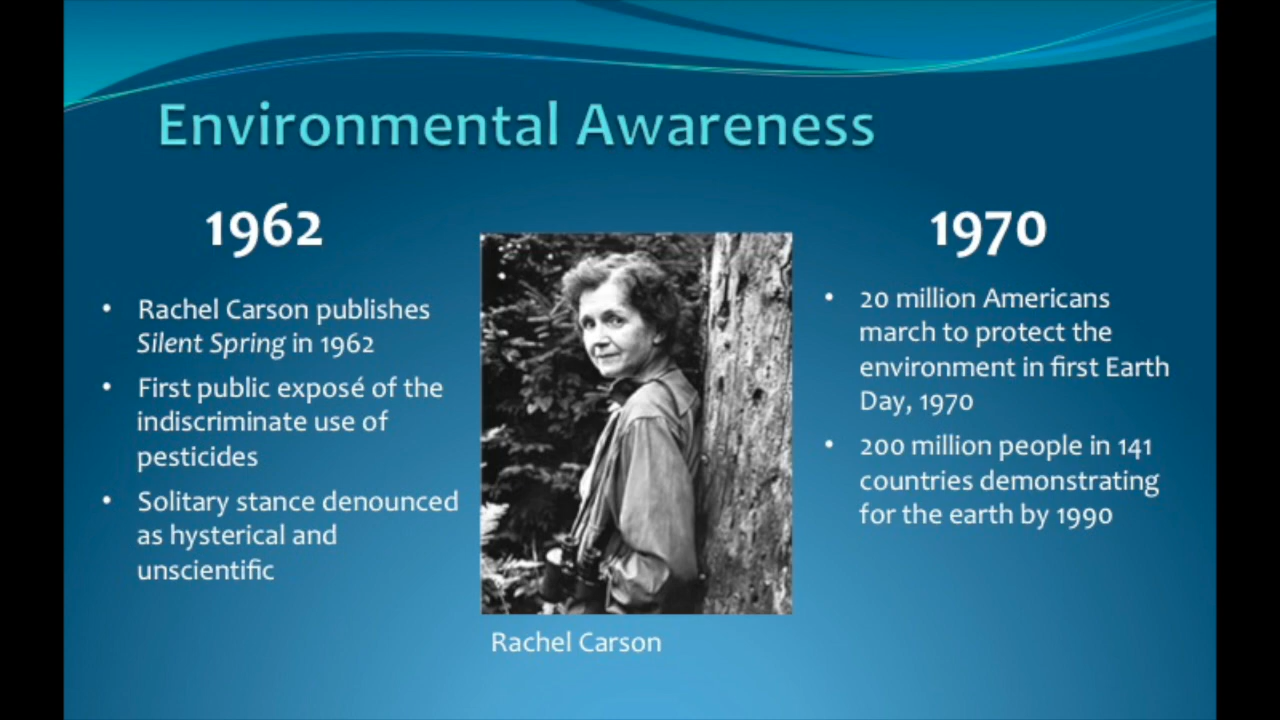 Environmental Awareness
1962
• Rachel Carson publishes
Silent Spring in 1962
• First public exposé of the
indiscriminate use of
pesticides
• Solitary stance denounced
as hysterical and
unscientific
Rachel Carson
1970
• 20 million Americans
march to protect the
environment in first Earth
Day, 1970
• 200 million people in 141
countries demonstrating
for the earth by 1990